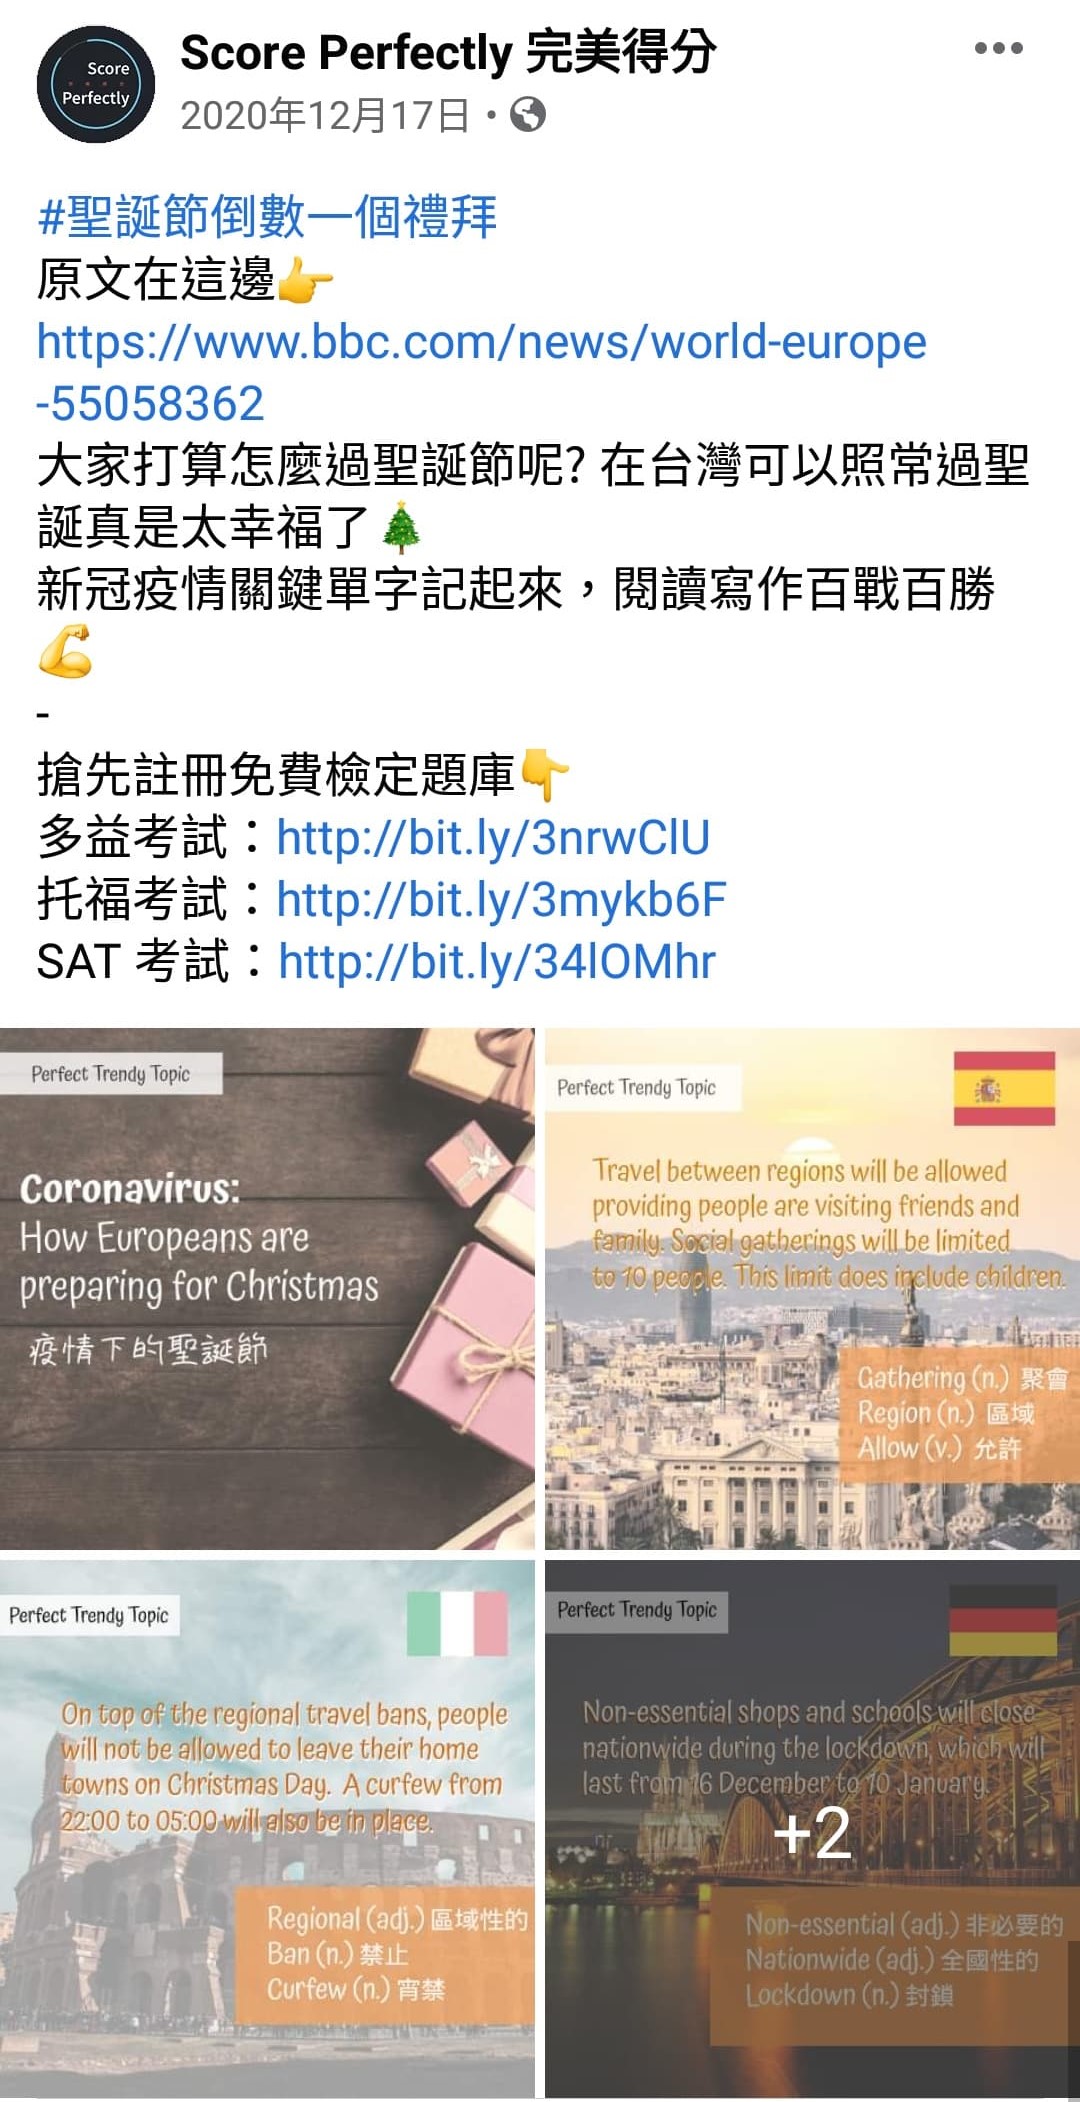 Score
Perfectly
Score Perfectly 完美得分
2020年12月17日
#聖誕節倒數一個禮拜
原文在這邊👉
https://www.bbc.com/news/world-europe
-55058362
大家打算怎麼過聖誕節呢? 在台灣可以照常過聖
誕真是太幸福了🎄
新冠疫情關鍵單字記起來，閱讀寫作百戰百勝
💪
-
搶先註冊免費檢定題庫👇
多益考試：http://bit.ly/3nrwClU
托福考試：http://bit.ly/3mykb6F
SAT 考試：http://bit.ly/34lOMhr
Perfect Trendy Topic
Coronavirus:
How Europeans are
preparing for Christmas
疫情下的聖誕節
Perfect Trendy Topic
Travel between regions will be allowed
providing people are visiting friends and
family. Social gatherings will be limited
to 10 people. This limit does include children.
Gathering (n.) 聚會
Region (n.) 區域
Allow (v.) 允許
Perfect Trendy Topic
On top of the regional travel bans, people
will not be allowed to leave their home
towns on Christmas Day. A curfew from
22:00 to 05:00 will also be in place.
Regional (adj.) 區域性的
Ban (n.) 禁止
Curfew (n.) 宵禁
Perfect Trendy Topic
Non-essential shops and schools will close
nationwide during the lockdown, which will
last from 16 December to 10 January.
+2
Non-essential (adj.) 非必要的
Nationwide (adj.) 全國性的
Lockdown (n.) 封鎖